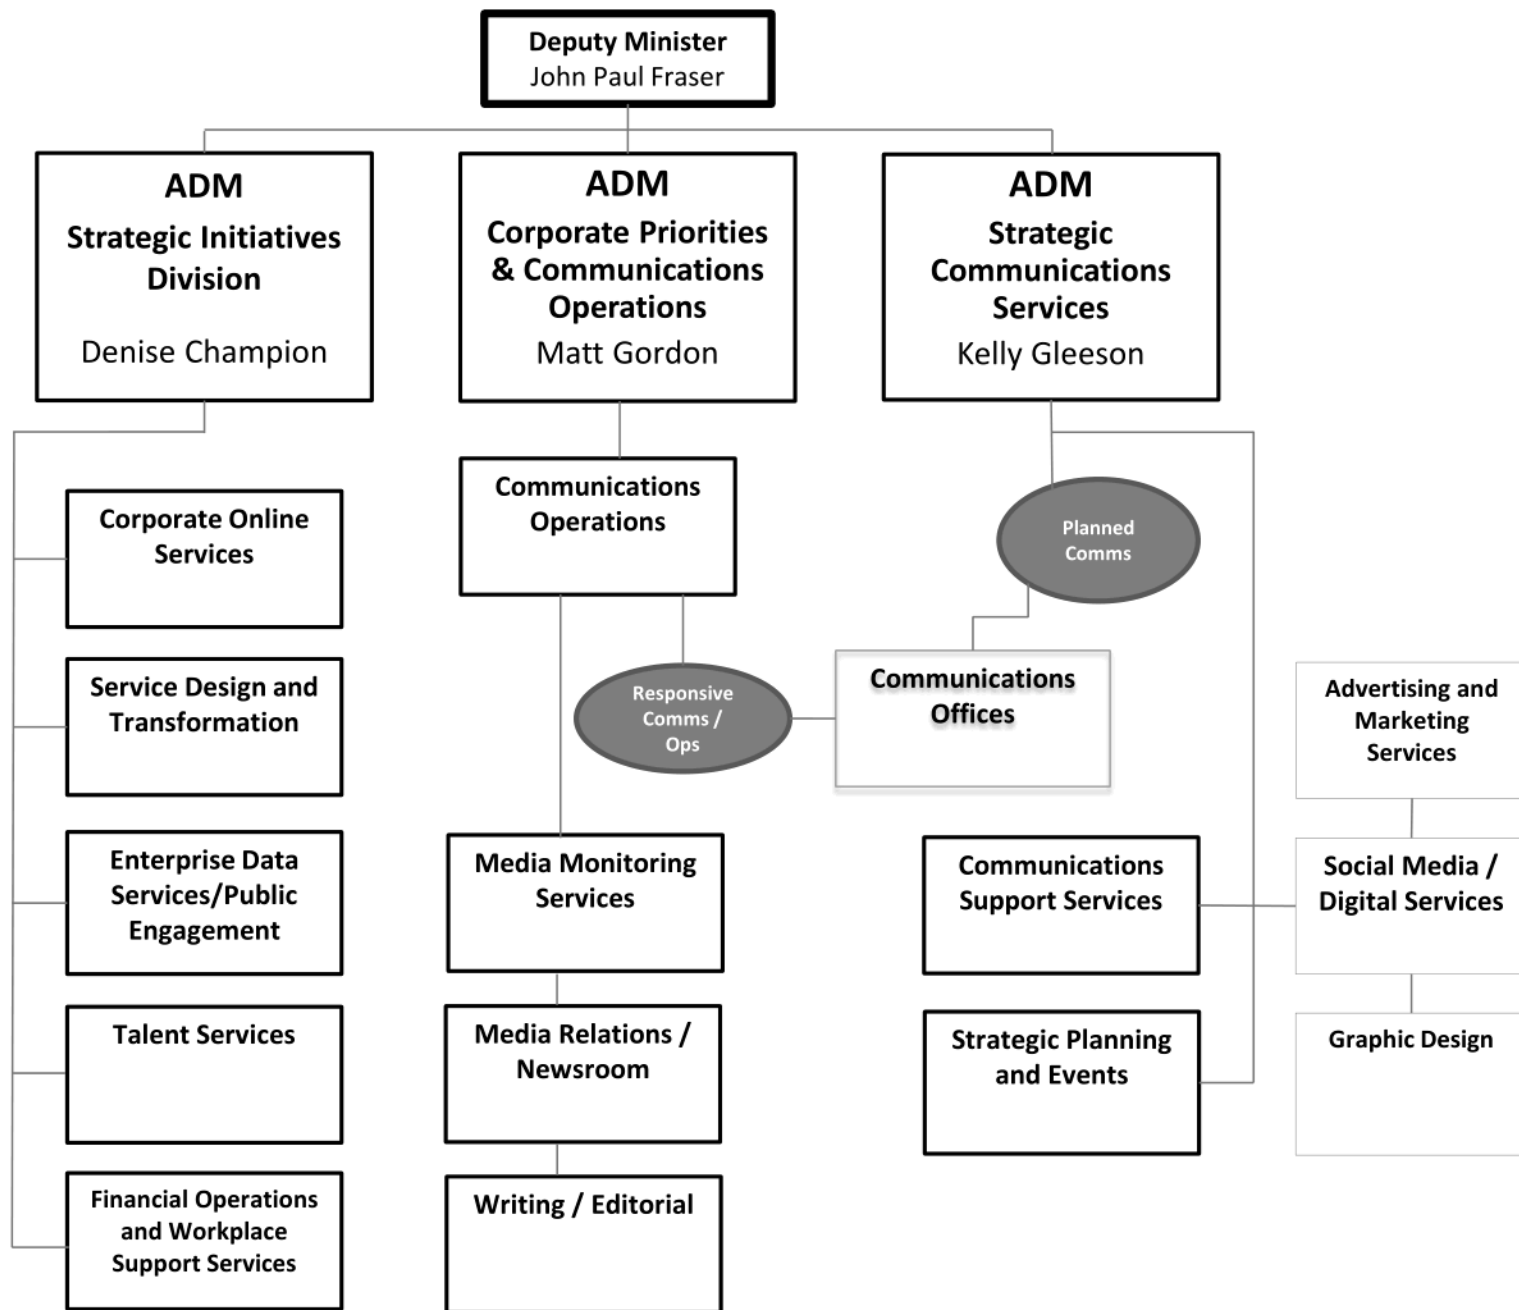 Deputy Minister
John Paul Fraser
ADM
Strategic Initiatives
Division
Denise Champion
ADM
Corporate Priorities
& Communications
Operations
Matt Gordon
ADM
Strategic
Communications
Services
Kelly Gleeson
Corporate Online
Services
Service Design and
Transformation
Enterprise Data
Services/Public
Engagement
Talent Services
Financial Operations
and Workplace
Support Services
Communications
Operations
Responsive
Comms /
Ops
Media Monitoring
Services
Media Relations /
Newsroom
Writing / Editorial
Planned
Comms
Communications
Offices
Communications
Support Services
Strategic Planning
and Events
Advertising and
Marketing
Services
Social Media /
Digital Services
Graphic Design